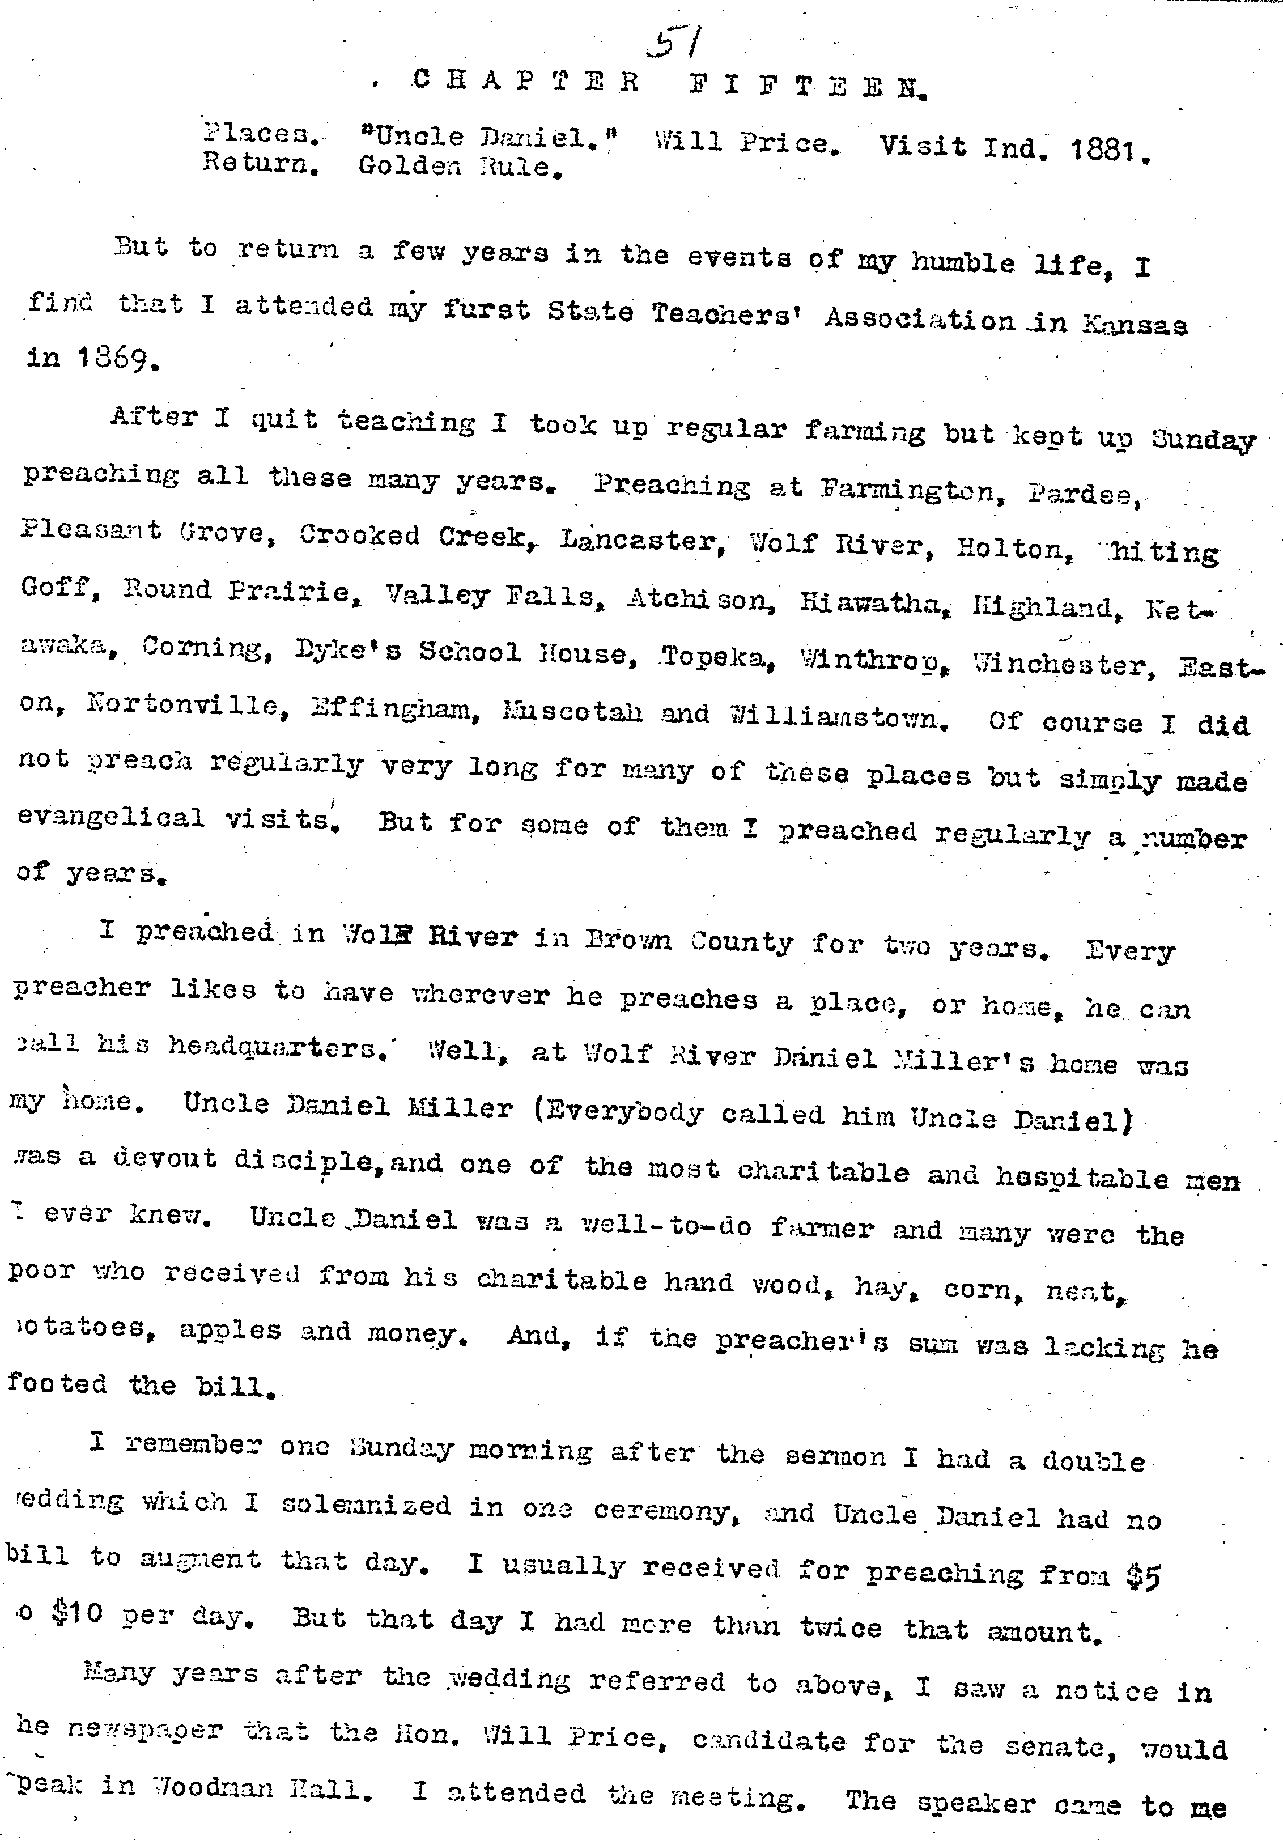 51
. CHAPTER FIFTEEN.
Places. "Uncle Daniel." Will Price. Visit Ind. 1881.
Return. Golden Rule.
But to return a few years in the events of my humble life, I
find that I attended my furst State Teachers' Association in Kansas
in 1869.
After I quit teaching I took up regular farming but kept up Sunday
preaching all these many years. Preaching at Farmington, Pardee,
Pleasant Grove, Crooked Creek, Lancaster, Wolf River, Holton, hiting
Goff, Round Prairie, Valley Falls, Atchison, Hiawatha, Highland, Net-
awaka, Corning, Dyke's School House, Topeka, Winthrop, Winchester, East-
on, Nortonville, Effingham, Muscotah and Williamstown. Of course I did
not preach regularly very long for many of these places but simply made
evangelical visits. But for some of them I preached regularly a number
of years.
I preached in Wolf River in Brown County for two years. Every
preacher likes to have wherever he preaches a place, or home, he can
call his headquarters. Well, at Wolf River Daniel Miller's home was
my home. Uncle Daniel Miller (Everybody called him Uncle Daniel)
was a devout disciple, and one of the most charitable and hospitable men
I ever knew. Uncle Daniel was a well-to-do farmer and many were the
poor who received from his charitable hand wood, hay, corn, meat,
potatoes, apples and money. And, if the preacher's sum was lacking he
footed the bill.
I remember one Sunday morning after the sermon I had a double
wedding which I solemnized in one ceremony, and Uncle Daniel had no
bill to augment that day. I usually received for preaching from $5
o $10 per day. But that day I had more than twice that amount.
Many years after the wedding referred to above, I saw a notice in
he newspaper that the Hon. Will Price, candidate for the senate, would
peak in Woodman Hall. I attended the meeting. The speaker came to me